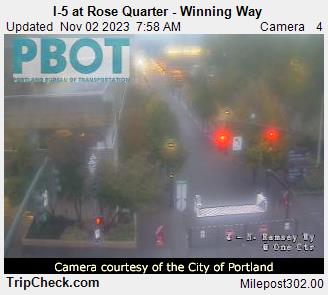 I-5 at Rose Quarter - Winning Way
Updated Nov 02 2023 7:58 AM Camera 4
PBOT
PORTLAND BUREAU OF TRANSPORTATION
N. Ramsey Wy
W One Ctr
Camera courtesy of the City of Portland
TripCheck.com Milepost302.00